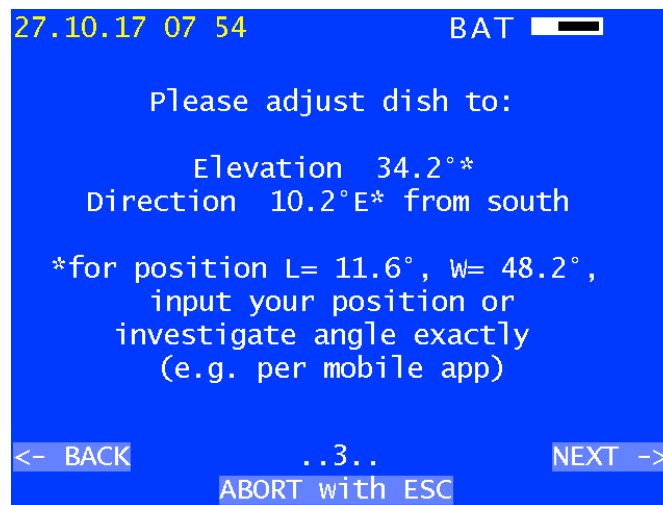 27.10.17 07 54 BAT
Please adjust dish to:
Elevation 34.2°*
Direction 10.2°E* from south
*for position L= 11.6°, W= 48.2°,
input your position or
investigate angle exactly
(e.g. per mobile app)
<- BACK ..3.. NEXT ->
ABORT with ESC